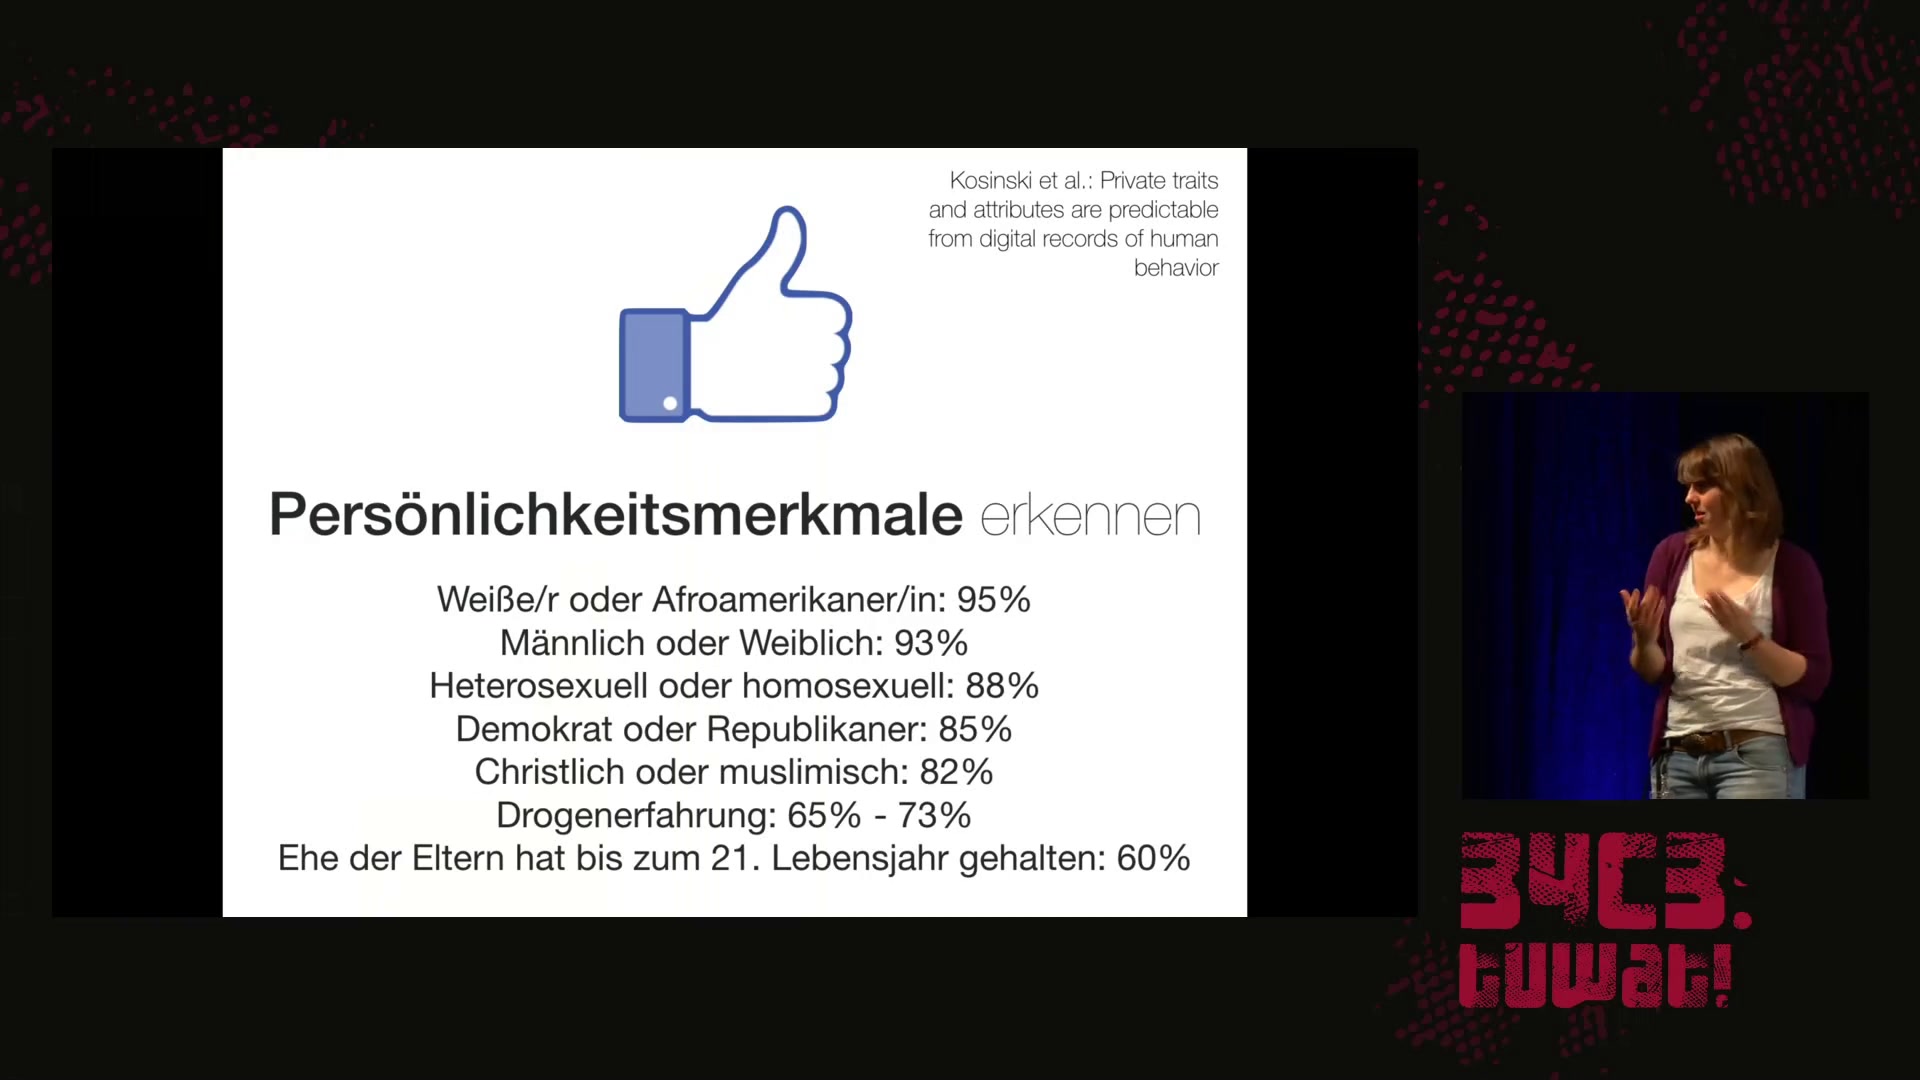 Kosinski et al.: Private traits
and attributes are predictable
from digital records of human
behavior
Persönlichkeitsmerkmale erkennen
Weiße/r oder Afroamerikaner/in: 95%
Männlich oder Weiblich: 93%
Heterosexuell oder homosexuell: 88%
Demokrat oder Republikaner: 85%
Christlich oder muslimisch: 82%
Drogenerfahrung: 65% - 73%
Ehe der Eltern hat bis zum 21. Lebensjahr gehalten: 60%
34C3.
tuwat!